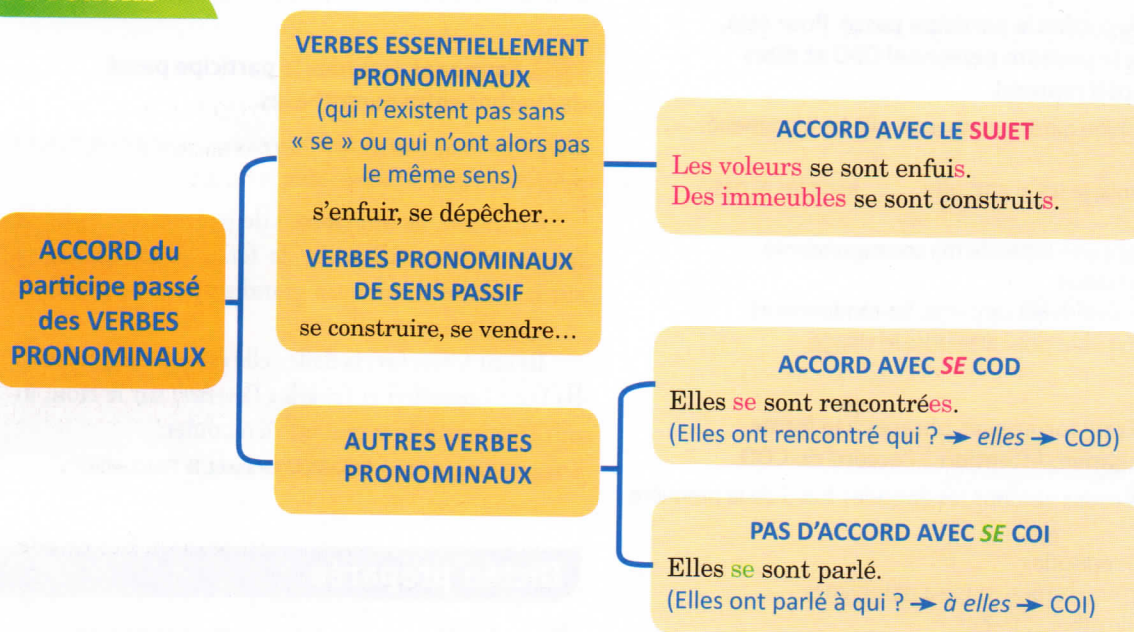 ACCORD du
participe passé
des VERBES
PRONOMINAUX
VERBES ESSENTIELLEMENT
PRONOMINAUX
(qui n'existent pas sans
« se » ou qui n'ont alors pas
le même sens)
s'enfuir, se dépêcher...
VERBES PRONOMINAUX
DE SENS PASSIF
se construire, se vendre...
ACCORD AVEC LE SUJET
Les voleurs se sont enfuis.
Des immeubles se sont construits.
AUTRES VERBES
PRONOMINAUX
ACCORD AVEC SE COD
Elles se sont rencontrées.
(Elles ont rencontré qui ? → elles → COD)
PAS D'ACCORD AVEC SE COI
Elles se sont parlé.
(Elles ont parlé à qui ? → à elles → COI)